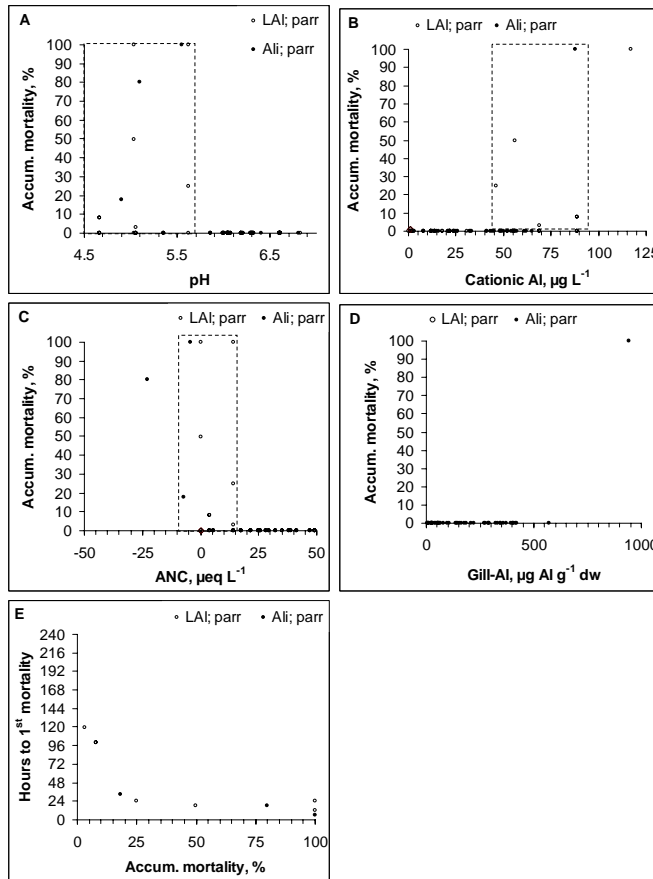 A
LAl; parr
Ali; parr
Accum. mortality, %
100
90
80
70
60
50
40
30
20
10
0
4.5 5.5 6.5
pH
B
LAl; parr Ali; parr
Accum. mortality, %
100
90
80
70
60
50
40
30
20
10
0
0 25 50 75 100 125
Cationic Al, µg L⁻¹
C
LAl; parr Ali; parr
Accum. mortality, %
100
90
80
70
60
50
40
30
20
10
0
-50 -25 0 25 50
ANC, µeq L⁻¹
D
LAl; parr Ali; parr
Accum. mortality, %
100
90
80
70
60
50
40
30
20
10
0
0 500 1000
Gill-Al, µg Al g⁻¹ dw
E
LAl; parr Ali; parr
Hours to 1ˢᵗ mortality
240
216
192
168
144
120
96
72
48
24
0
0 25 50 75 100
Accum. mortality, %